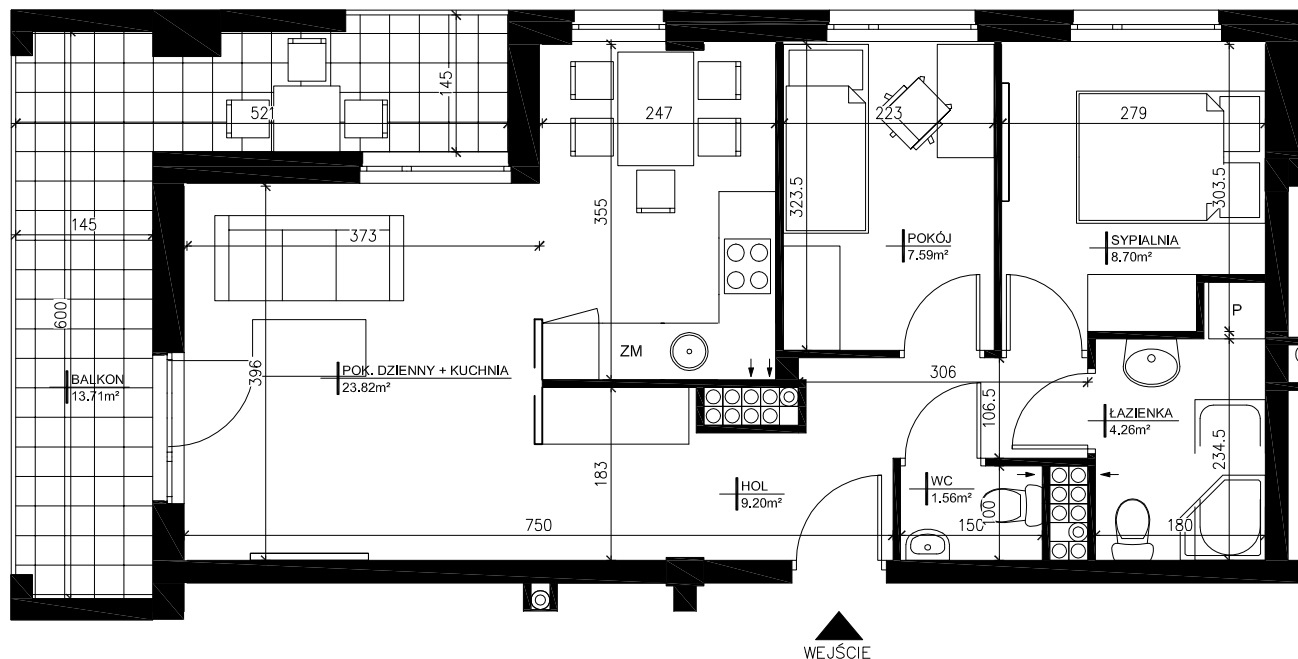 145
521
247
223
279
323.5
303.5
355
145
373
POKÓJ
7.59m²
SYPIALNIA
8.70m²
600
396
P
ZM
BALKON
13.71m²
POK. DZIENNY + KUCHNIA
23.82m²
306
106.5
ŁAZIENKA
4.26m²
234.5
183
HOL
9.20m²
WC
1.56m²
100
750
150
180
WEJŚCIE